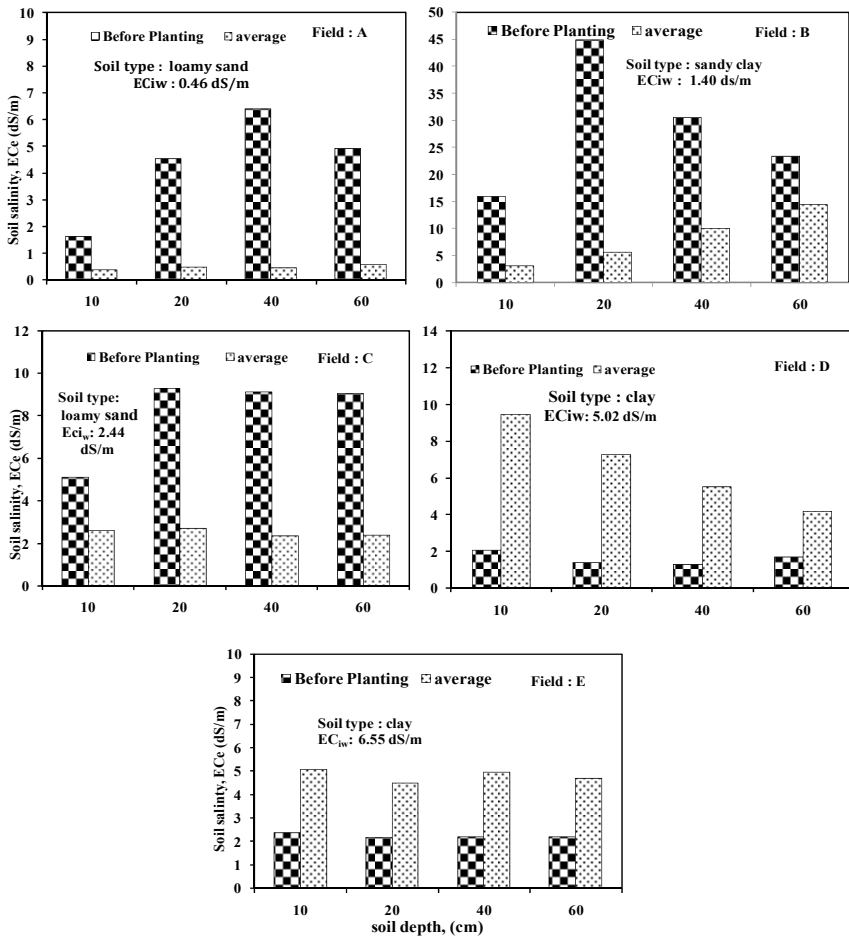 Before Planting average Field : A
Soil type : loamy sand
ECiw : 0.46 dS/m
Soil salinity, ECe (dS/m)
10
9
8
7
6
5
4
3
2
1
0
10 20 40 60
Before Planting average Field : B
Soil type : sandy clay
ECiw : 1.40 ds/m
50
45
40
35
30
25
20
15
10
5
0
10 20 40 60
Before Planting average Field : C
Soil type:
loamy sand
Eciw: 2.44
dS/m
Soil salinity, ECe (dS/m)
12
10
8
6
4
2
0
10 20 40 60
Before Planting average Field : D
Soil type : clay
ECiw: 5.02 dS/m
14
12
10
8
6
4
2
0
10 20 40 60
Before Planting average Field : E
Soil type : clay
ECiw: 6.55 dS/m
Soil salinity, ECe (dS/m)
10
9
8
7
6
5
4
3
2
1
0
10 20 40 60
soil depth, (cm)